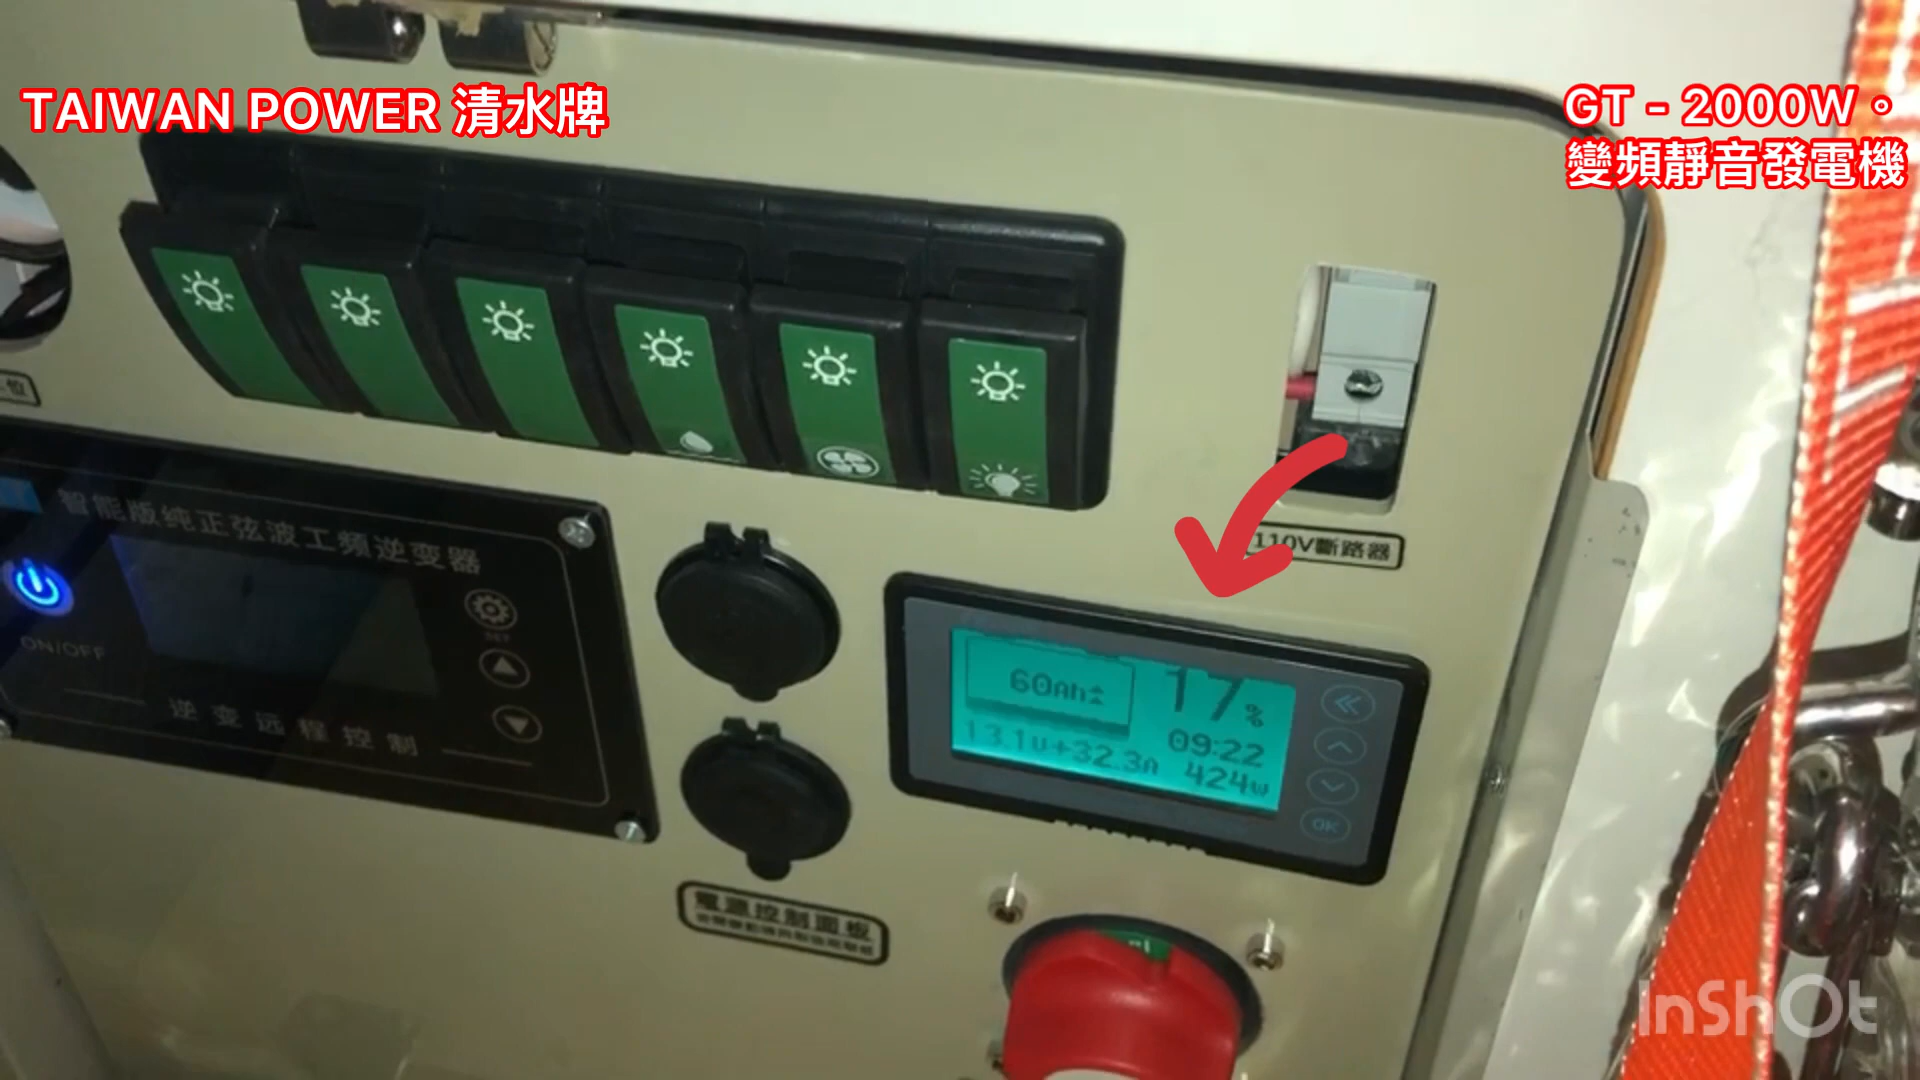 TAIWAN POWER 清水牌
GT - 2000W。
變頻靜音發電機
位
110V斷路器
智能版纯正弦波工频逆变器
ON/OFF
SET
逆变远程控制
60Ah
17%
09:22
13.1V+32.3A 424W
OK
電源控制面板
InShOt